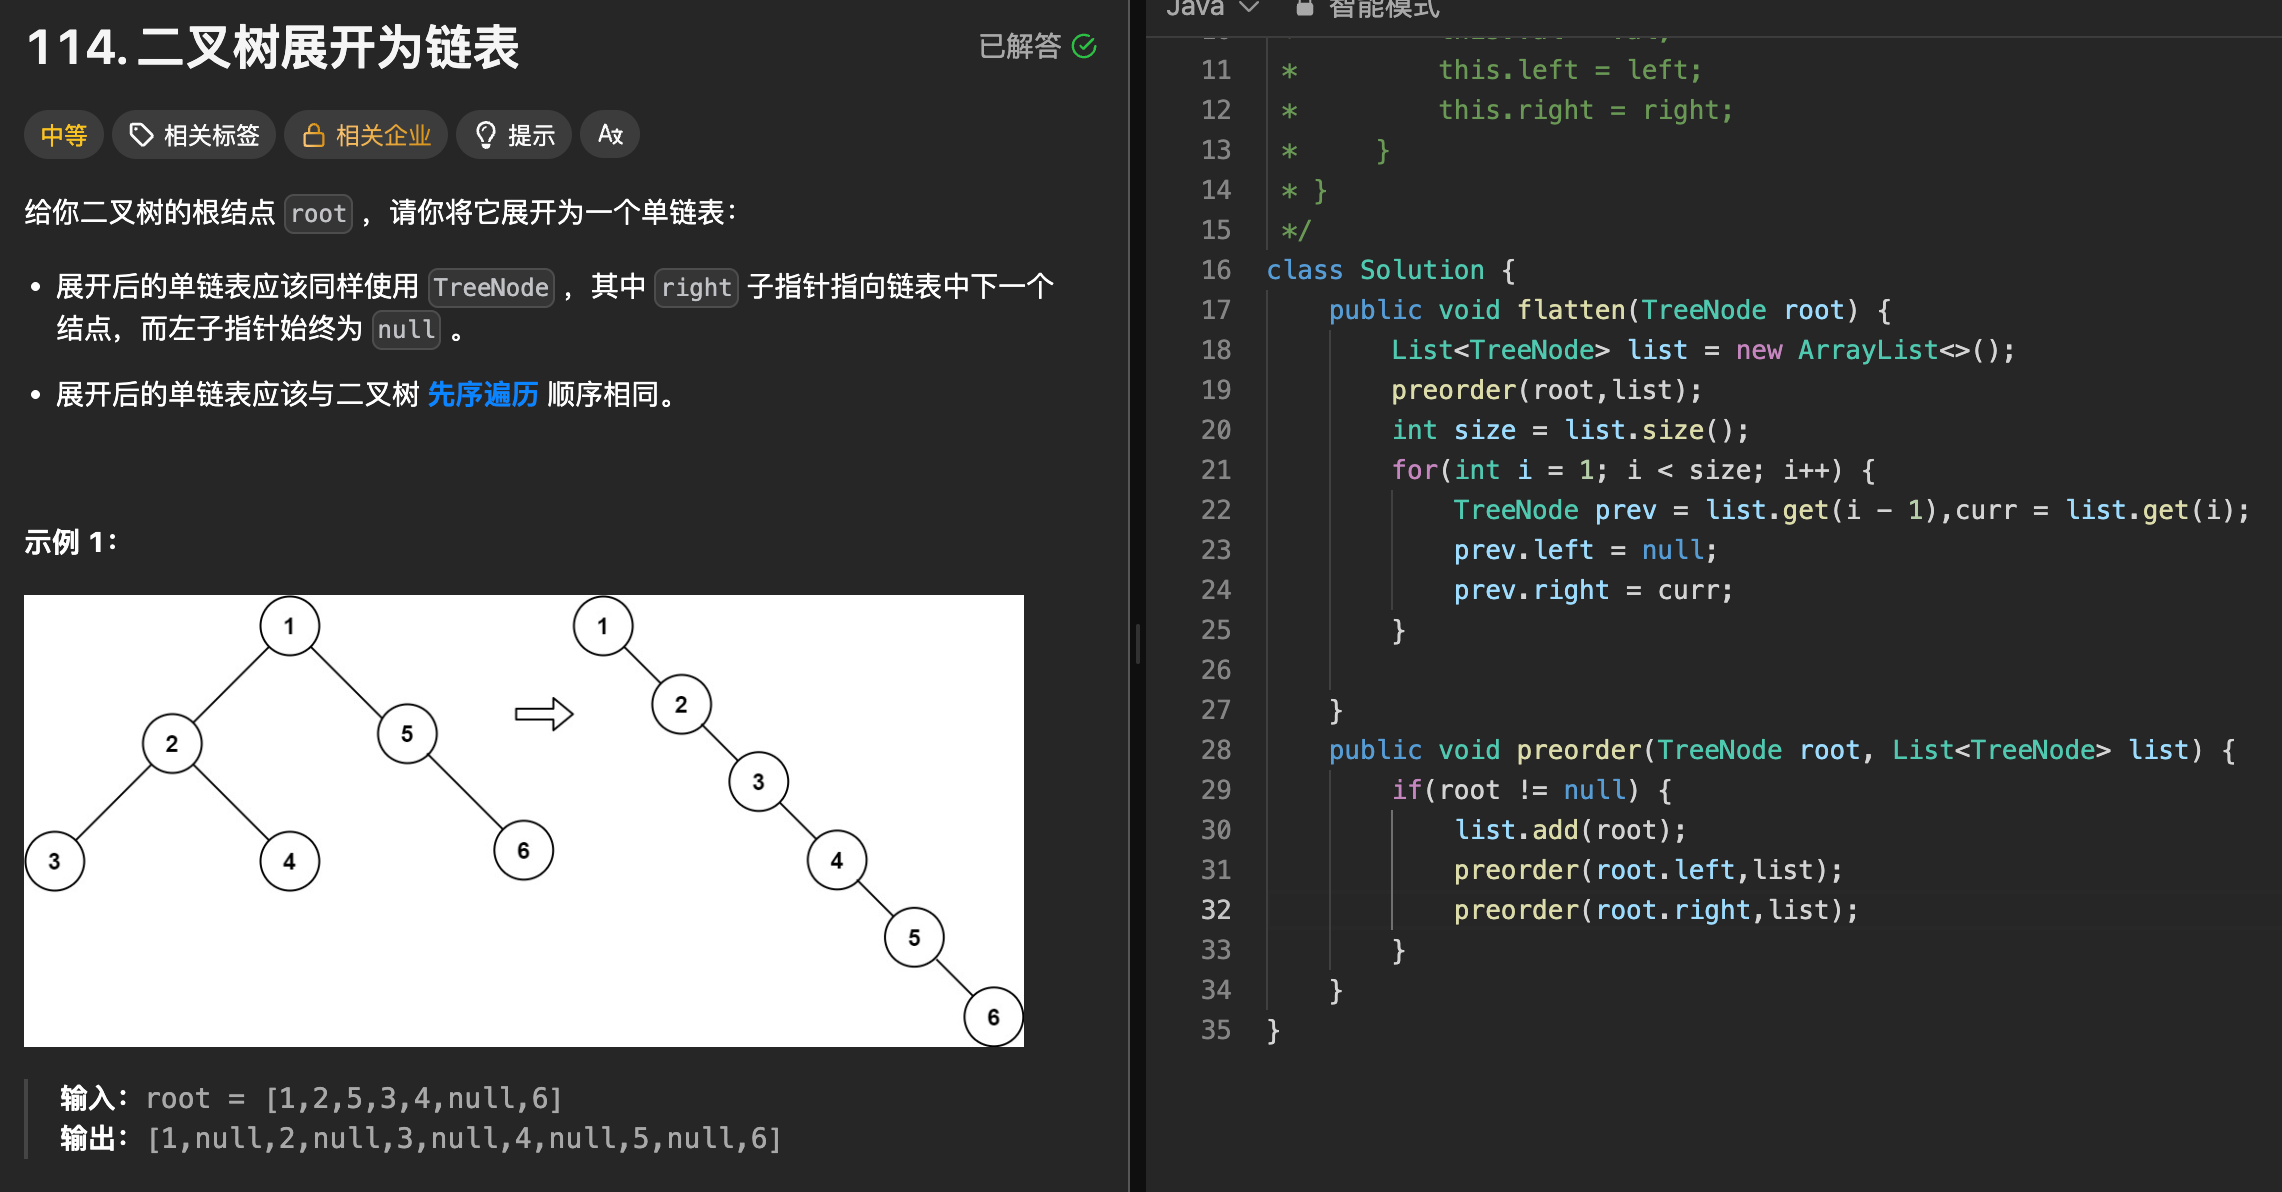 114. 二叉树展开为链表
已解答
中等
相关标签
相关企业
提示
给你二叉树的根结点 root ，请你将它展开为一个单链表：
• 展开后的单链表应该同样使用 TreeNode ，其中 right 子指针指向链表中下一个
结点，而左子指针始终为 null 。
• 展开后的单链表应该与二叉树 先序遍历 顺序相同。
示例 1：
1
2
5
3
4
6
1
2
3
4
5
6
输入：root = [1,2,5,3,4,null,6]
输出：[1,null,2,null,3,null,4,null,5,null,6]
Java
智能模式
11 *         this.left = left;
12 *         this.right = right;
13 *     }
14 * }
15 */
16 class Solution {
17     public void flatten(TreeNode root) {
18         List<TreeNode> list = new ArrayList<>();
19         preorder(root,list);
20         int size = list.size();
21         for(int i = 1; i < size; i++) {
22             TreeNode prev = list.get(i - 1),curr = list.get(i);
23             prev.left = null;
24             prev.right = curr;
25         }
26
27     }
28     public void preorder(TreeNode root, List<TreeNode> list) {
29         if(root != null) {
30             list.add(root);
31             preorder(root.left,list);
32             preorder(root.right,list);
33         }
34     }
35 }